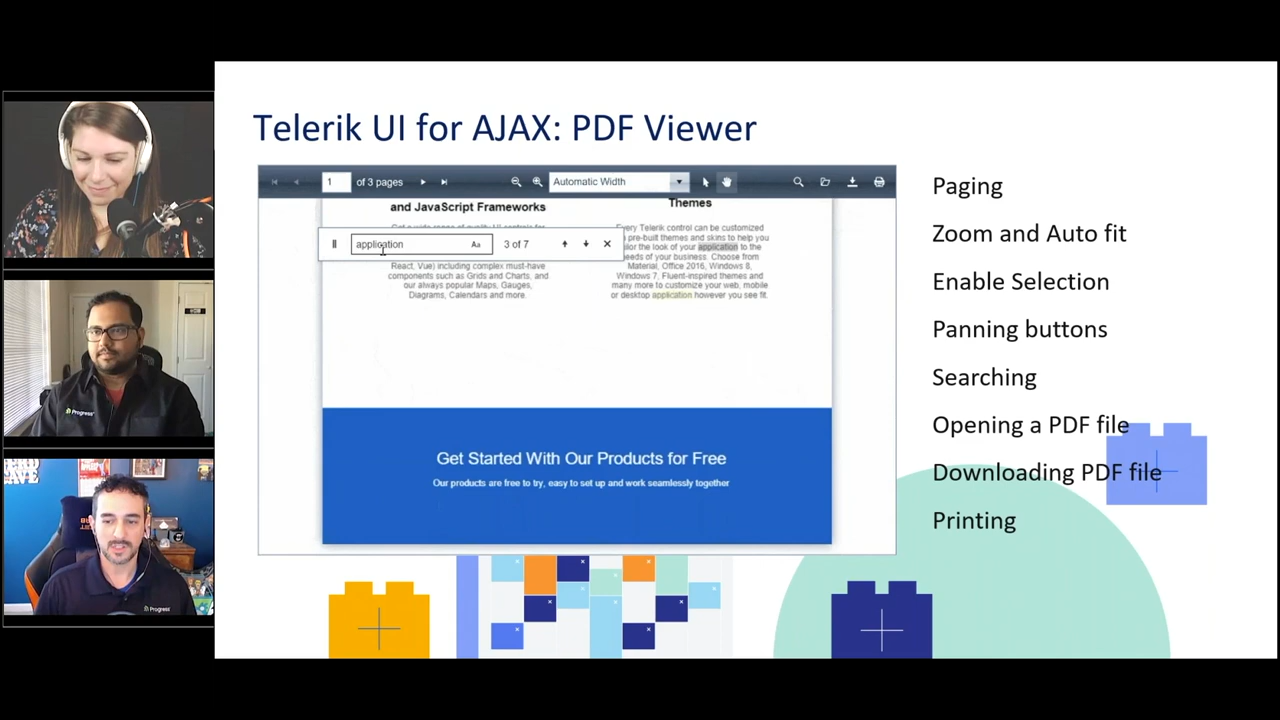 Telerik UI for AJAX: PDF Viewer
1 of 3 pages
Automatic Width
and JavaScript Frameworks
Themes
application
Aa
3 of 7
React, Vue) including complex must-have
components such as Grids and Charts, and
our always popular Maps, Gauges,
Diagrams, Calendars and more.
Every Telerik control can be customized
pre-built themes and skins to help you
tailor the look of your application to the
needs of your business. Choose from
Material, Office 2016, Windows 8,
Windows 7, Fluent-inspired themes and
many more to customize your web, mobile
or desktop application however you see fit.
Get Started With Our Products for Free
Our products are free to try, easy to set up and work seamlessly together
Paging
Zoom and Auto fit
Enable Selection
Panning buttons
Searching
Opening a PDF file
Downloading PDF file
Printing
Progress
Progress